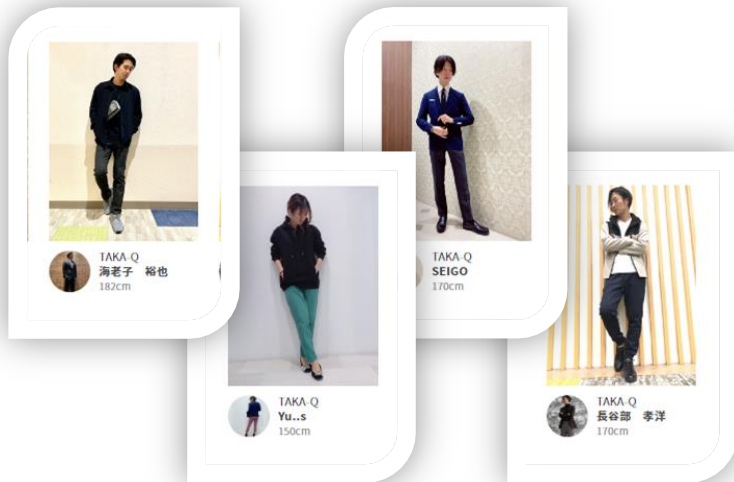 TAKA-Q
海老子　裕也
182cm
TAKA-Q
SEIGO
170cm
TAKA-Q
Yu..s
150cm
TAKA-Q
長谷部　孝洋
170cm